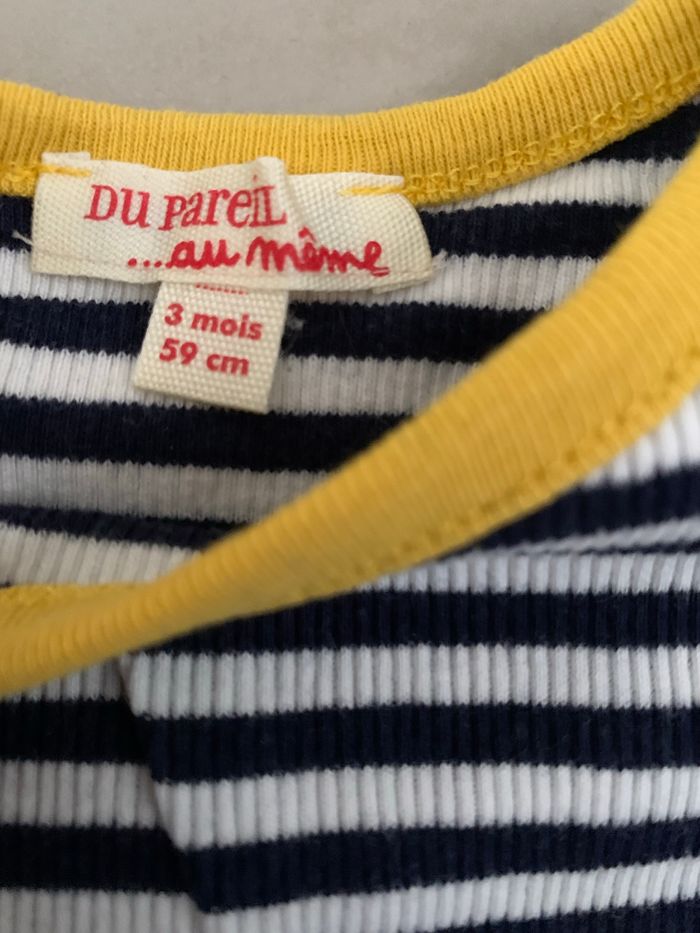 Du pareil
...au même
3 mois
59 cm